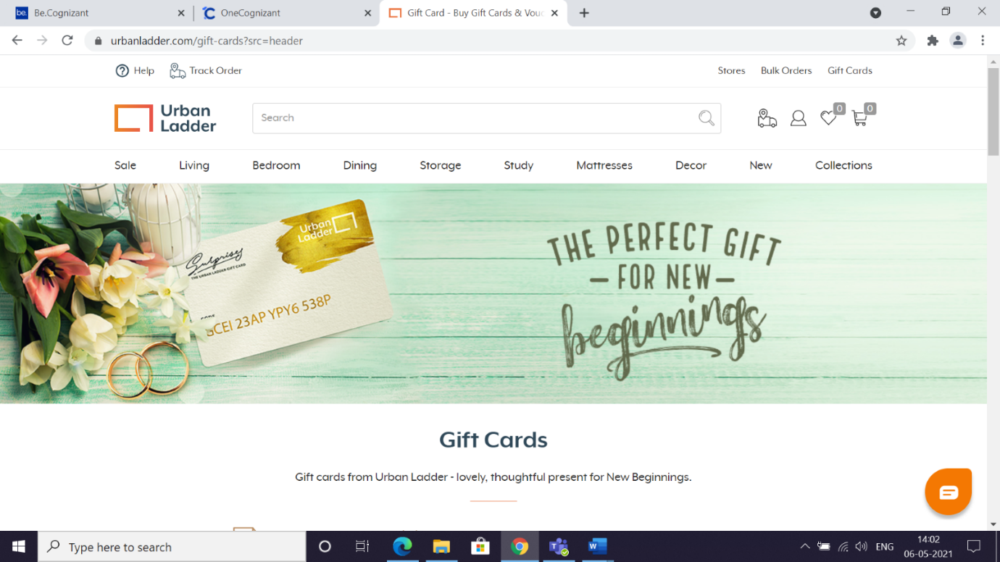 be. Be.Cognizant
OneCognizant
Gift Card - Buy Gift Cards & Vouc
urbanladder.com/gift-cards?src=header
Help
Track Order
Stores
Bulk Orders
Gift Cards
Urban
Ladder
Search
0
0
Sale
Living
Bedroom
Dining
Storage
Study
Mattresses
Decor
New
Collections
Urban
Ladder
Surprises
THE URBAN LADDER GIFT CARD
CODE
GCEI 23AP YPY6 538P
THE PERFECT GIFT
– FOR NEW –
beginnings
Gift Cards
Gift cards from Urban Ladder - lovely, thoughtful present for New Beginnings.
Type here to search
ENG
14:02
06-05-2021